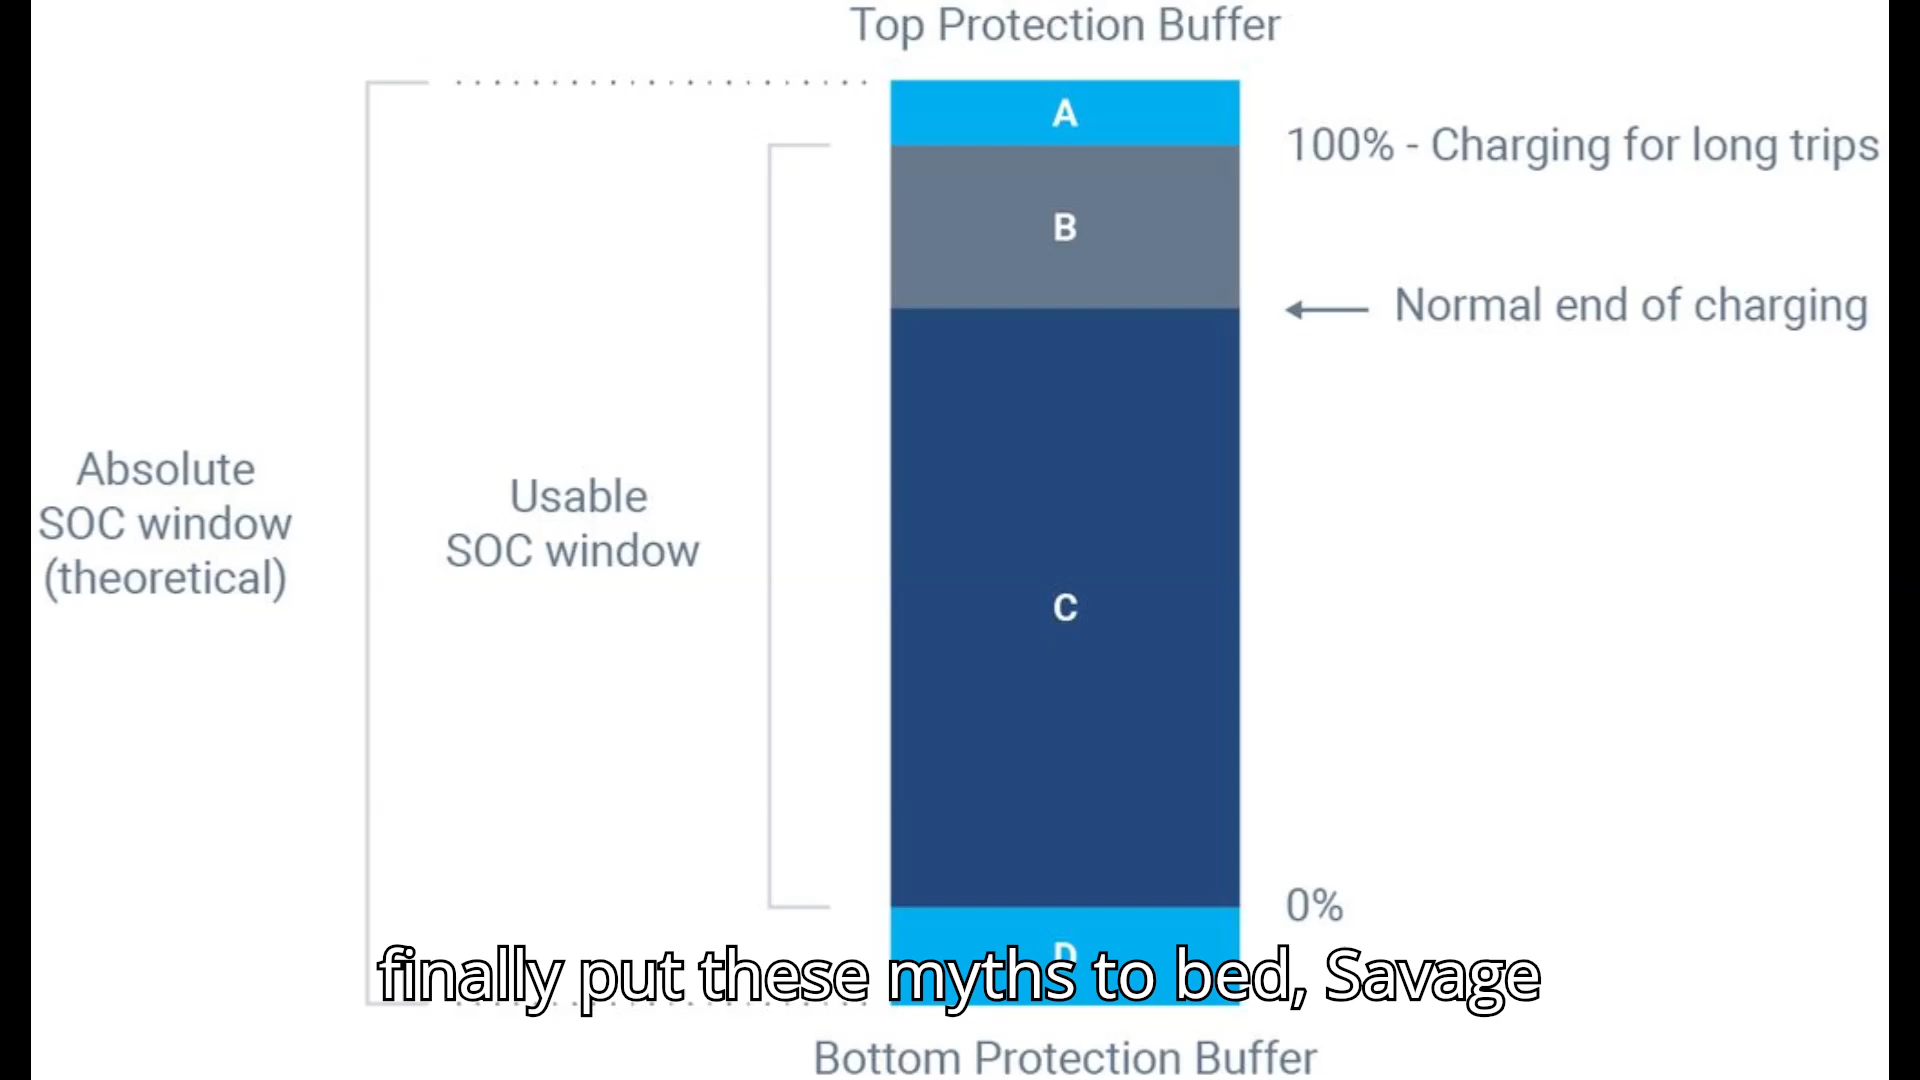 Top Protection Buffer
A
100% - Charging for long trips
B
Normal end of charging
Absolute
SOC window
(theoretical)
Usable
SOC window
C
0%
D
finally put these myths to bed, Savage
Bottom Protection Buffer